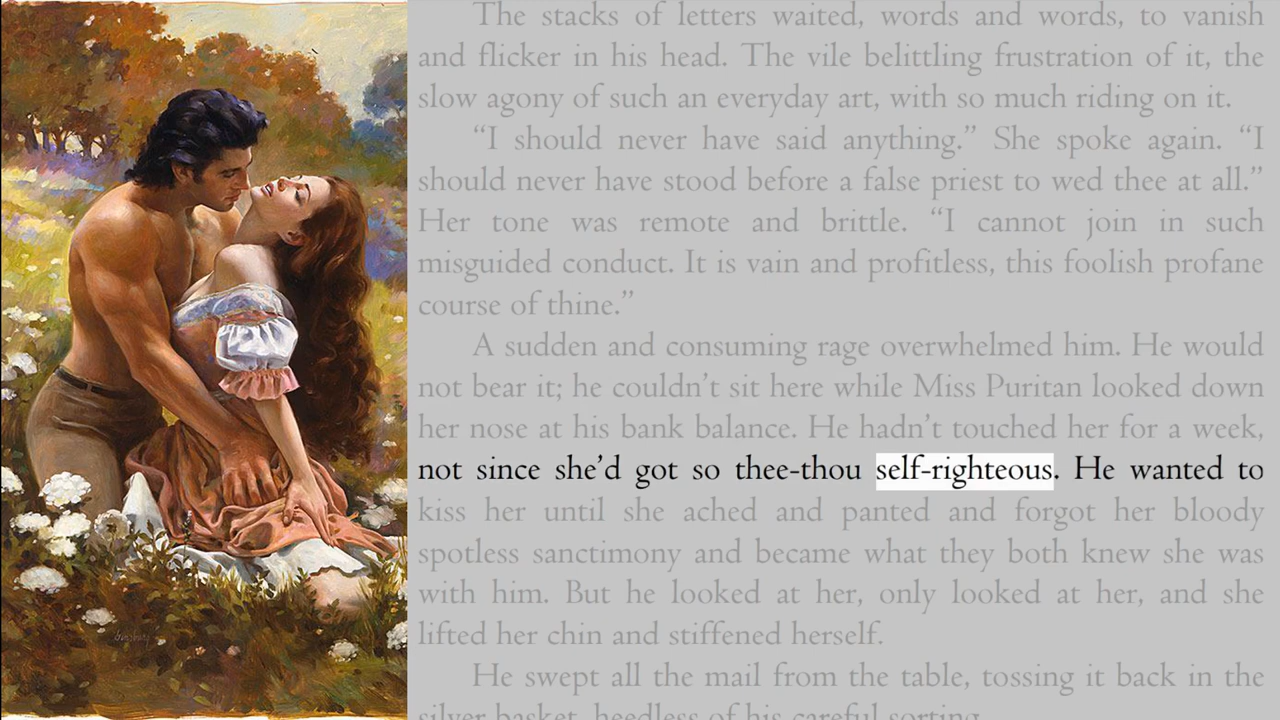 The stacks of letters waited, words and words, to vanish
and flicker in his head. The vile belittling frustration of it, the
slow agony of such an everyday art, with so much riding on it.
“I should never have said anything.” She spoke again. “I
should never have stood before a false priest to wed thee at all.”
Her tone was remote and brittle. “I cannot join in such
misguided conduct. It is vain and profitless, this foolish profane
course of thine.”
A sudden and consuming rage overwhelmed him. He would
not bear it; he couldn’t sit here while Miss Puritan looked down
her nose at his bank balance. He hadn’t touched her for a week,
not since she’d got so thee-thou self-righteous. He wanted to
kiss her until she ached and panted and forgot her bloody
spotless sanctimony and became what they both knew she was
with him. But he looked at her, only looked at her, and she
lifted her chin and stiffened herself.
He swept all the mail from the table, tossing it back in the
silver basket, heedless of his careful sorting.